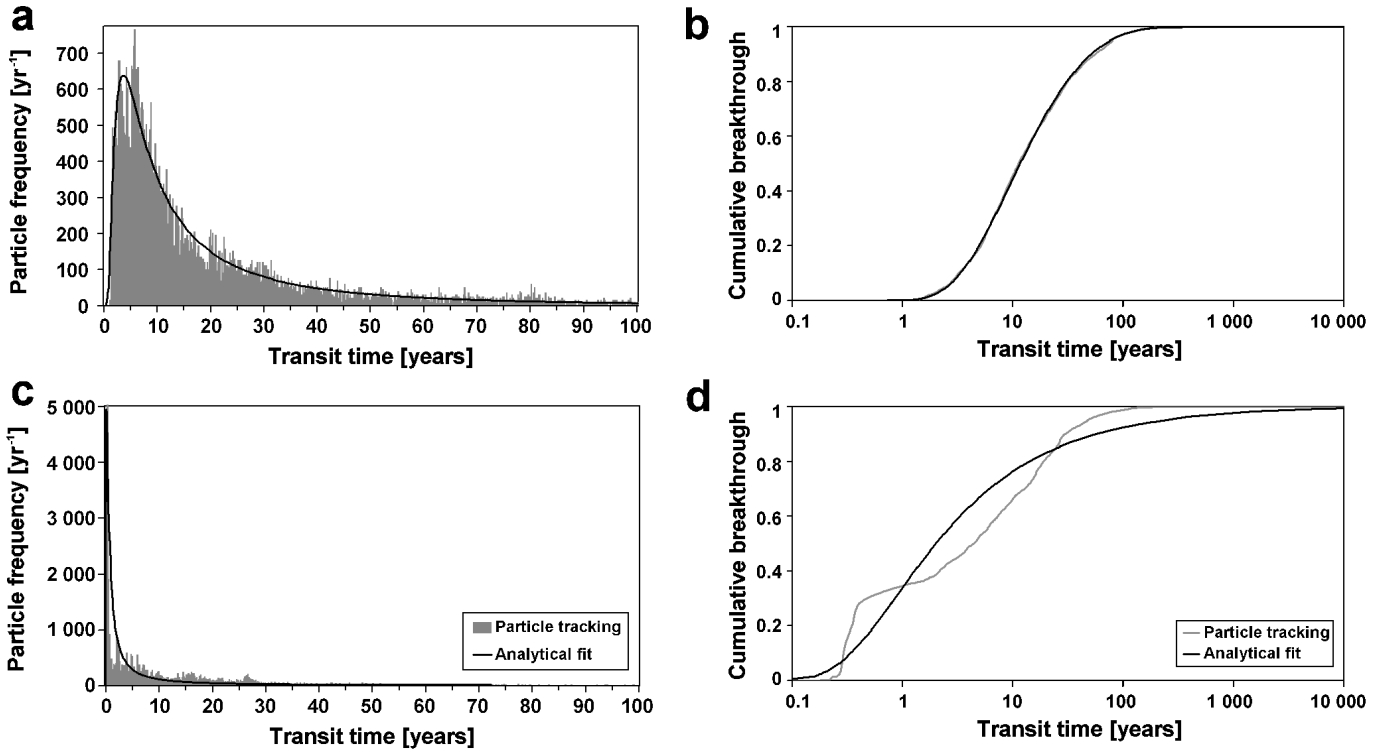 a
Particle frequency [yr-1]
700
600
500
400
300
200
100
0
0 10 20 30 40 50 60 70 80 90 100
Transit time [years]
b
Cumulative breakthrough
1
0.8
0.6
0.4
0.2
0
0.1 1 10 100 1 000 10 000
Transit time [years]
c
Particle frequency [yr-1]
5 000
4 000
3 000
2 000
1 000
0
0 10 20 30 40 50 60 70 80 90 100
Transit time [years]
Particle tracking
Analytical fit
d
Cumulative breakthrough
1
0.8
0.6
0.4
0.2
0
0.1 1 10 100 1 000 10 000
Transit time [years]
Particle tracking
Analytical fit